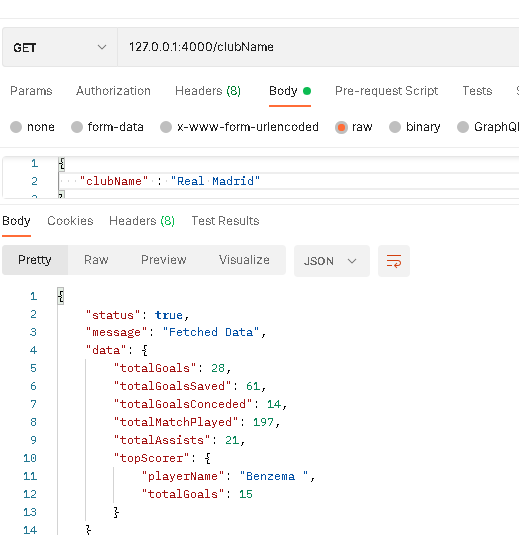 GET 127.0.0.1:4000/clubName
Params Authorization Headers (8) Body Pre-request Script Tests
none form-data x-www-form-urlencoded raw binary GraphQL
1 {
2 "clubName" : "Real Madrid"
3 }
Body Cookies Headers (8) Test Results
Pretty Raw Preview Visualize JSON
1 {
2 "status": true,
3 "message": "Fetched Data",
4 "data": {
5 "totalGoals": 28,
6 "totalGoalsSaved": 61,
7 "totalGoalsConceded": 14,
8 "totalMatchPlayed": 197,
9 "totalAssists": 21,
10 "topScorer": {
11 "playerName": "Benzema ",
12 "totalGoals": 15
13 }
14 }